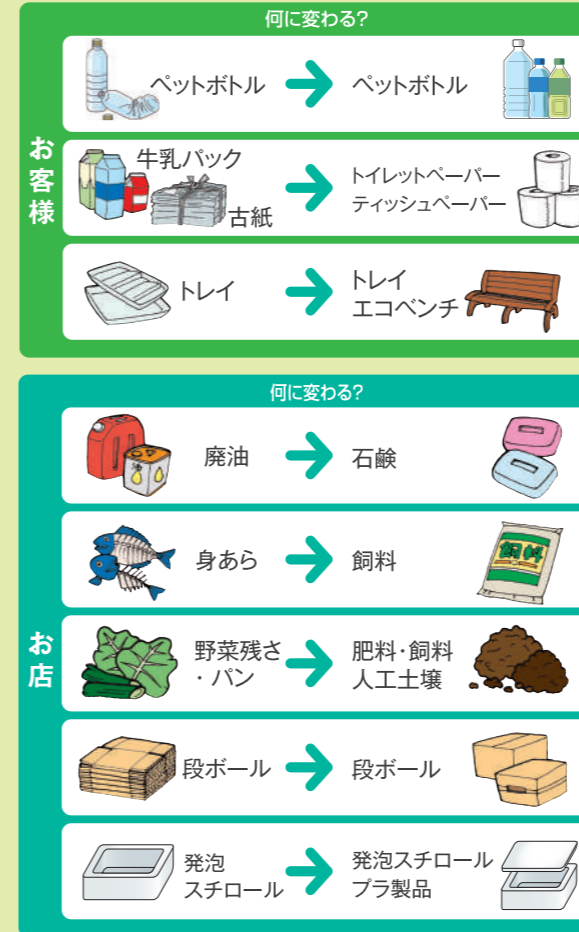 何に変わる?
お客様
ペットボトル
ペットボトル
牛乳パック
古紙
トイレットペーパー
ティッシュペーパー
トレイ
トレイ
エコベンチ
何に変わる?
お店
廃油
石鹸
身あら
飼料
飼料
野菜残さ
・パン
肥料・飼料
人工土壌
段ボール
段ボール
発泡
スチロール
発泡スチロール
プラ製品